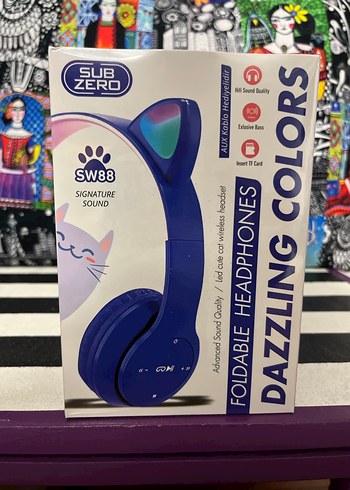 SUB
ZERO
SW88
SIGNATURE
SOUND
AUX Kablo Hediyelidir
Hifi Sound Quality
Exlusive Bass
Insert TF Card
Advanced Sound Quality / Led cute cat wireless headset
FOLDABLE HEADPHONES
DAZZLING COLORS